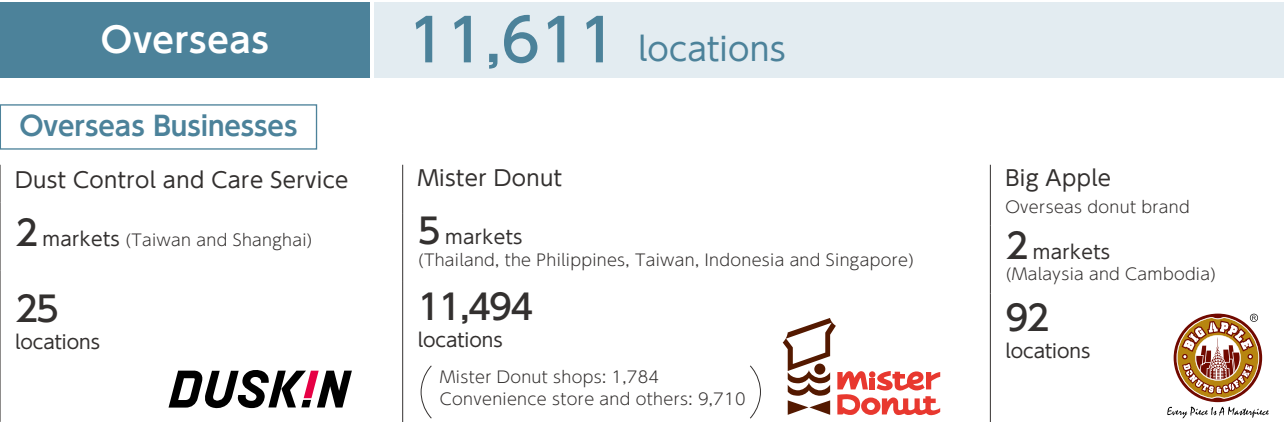 Overseas
11,611 locations
Overseas Businesses
Dust Control and Care Service
2 markets (Taiwan and Shanghai)
25
locations
DUSKIN
Mister Donut
5 markets
(Thailand, the Philippines, Taiwan, Indonesia and Singapore)
11,494
locations
Mister Donut shops: 1,784
Convenience store and others: 9,710
mister
Donut
Big Apple
Overseas donut brand
2 markets
(Malaysia and Cambodia)
92
locations
BIG APPLE ®
DONUTS & COFFEE
Every Piece Is A Masterpiece